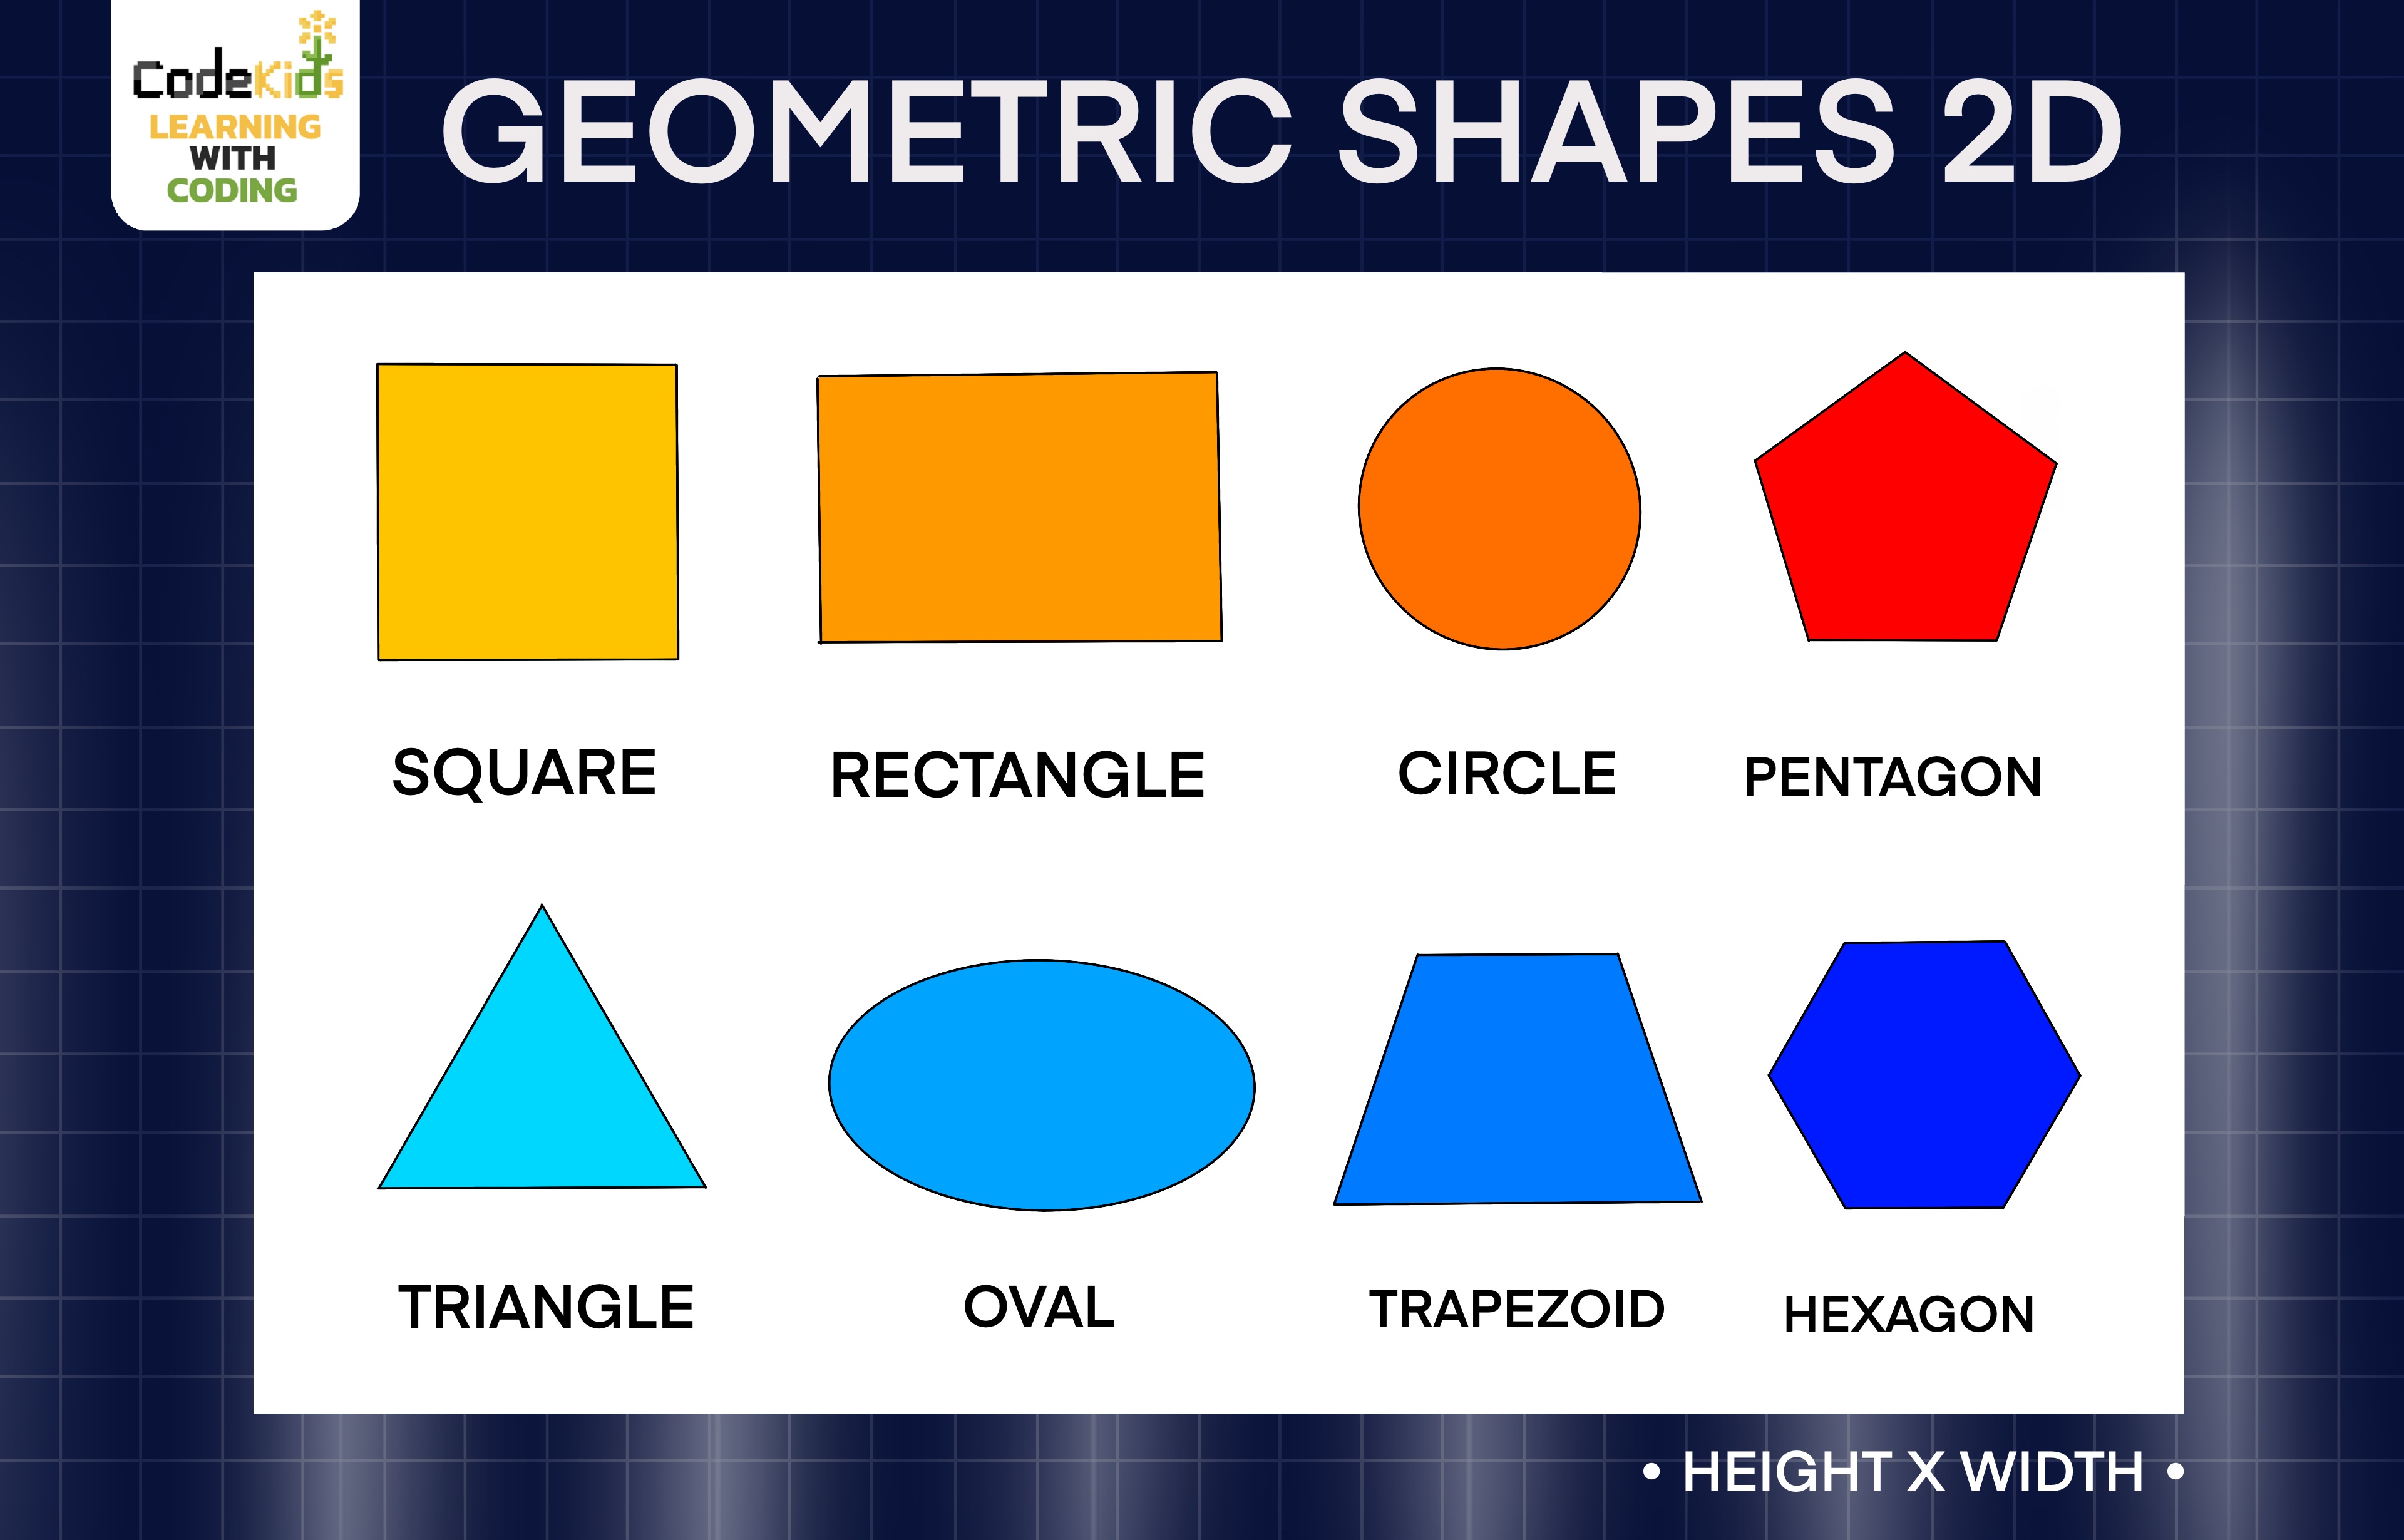 CodeKids
LEARNING
WITH
CODING
GEOMETRIC SHAPES 2D
SQUARE
RECTANGLE
CIRCLE
PENTAGON
TRIANGLE
OVAL
TRAPEZOID
HEXAGON
• HEIGHT X WIDTH •